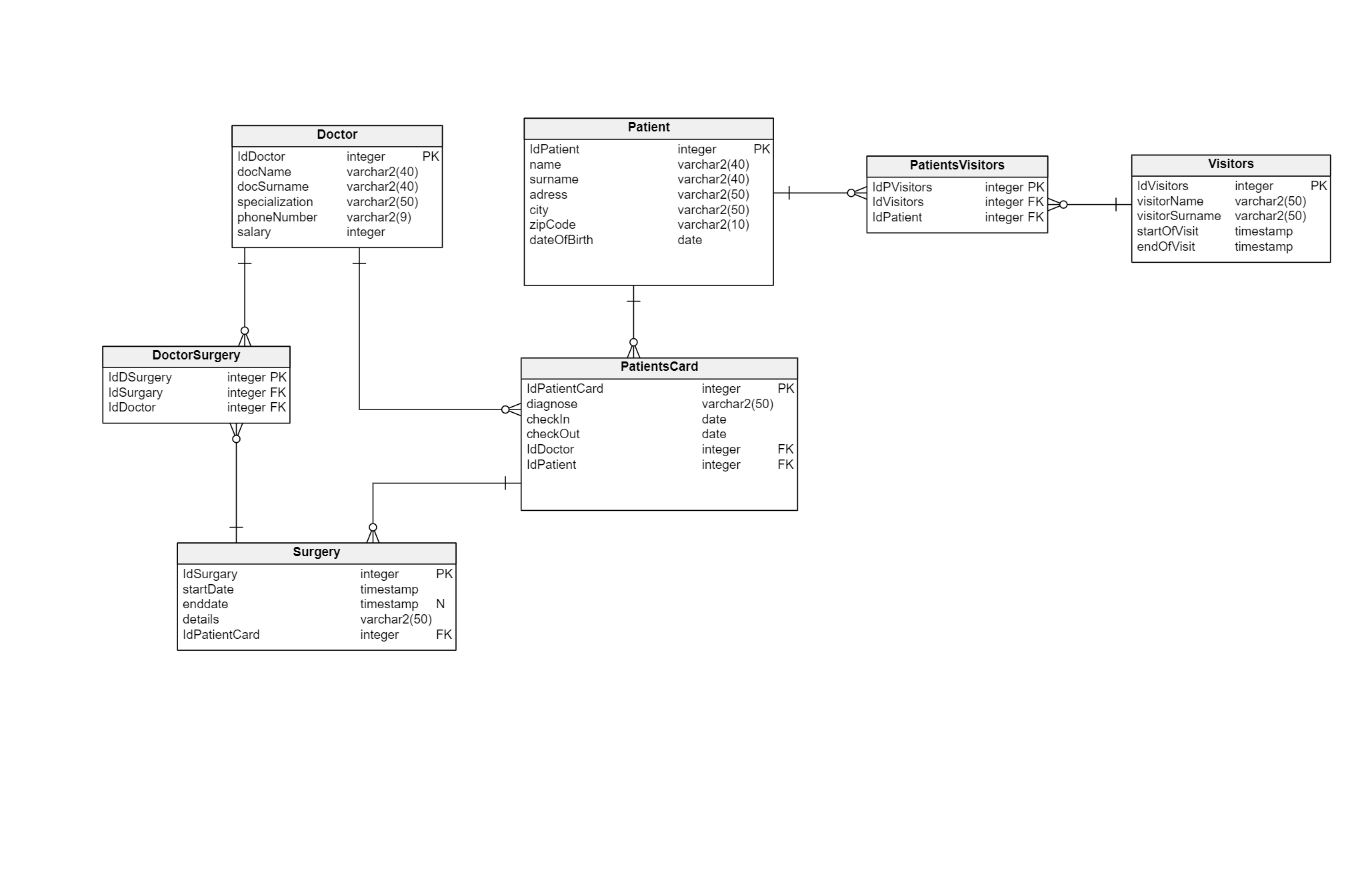 Doctor
IdDoctor integer PK
docName varchar2(40)
docSurname varchar2(40)
specialization varchar2(50)
phoneNumber varchar2(9)
salary integer
Patient
IdPatient integer PK
name varchar2(40)
surname varchar2(40)
adress varchar2(50)
city varchar2(50)
zipCode varchar2(10)
dateOfBirth date
PatientsVisitors
IdPVisitors integer PK
IdVisitors integer FK
IdPatient integer FK
Visitors
IdVisitors integer PK
visitorName varchar2(50)
visitorSurname varchar2(50)
startOfVisit timestamp
endOfVisit timestamp
DoctorSurgery
IdDSurgery integer PK
IdSurgary integer FK
IdDoctor integer FK
PatientsCard
IdPatientCard integer PK
diagnose varchar2(50)
checkIn date
checkOut date
IdDoctor integer FK
IdPatient integer FK
Surgery
IdSurgary integer PK
startDate timestamp
enddate timestamp N
details varchar2(50)
IdPatientCard integer FK